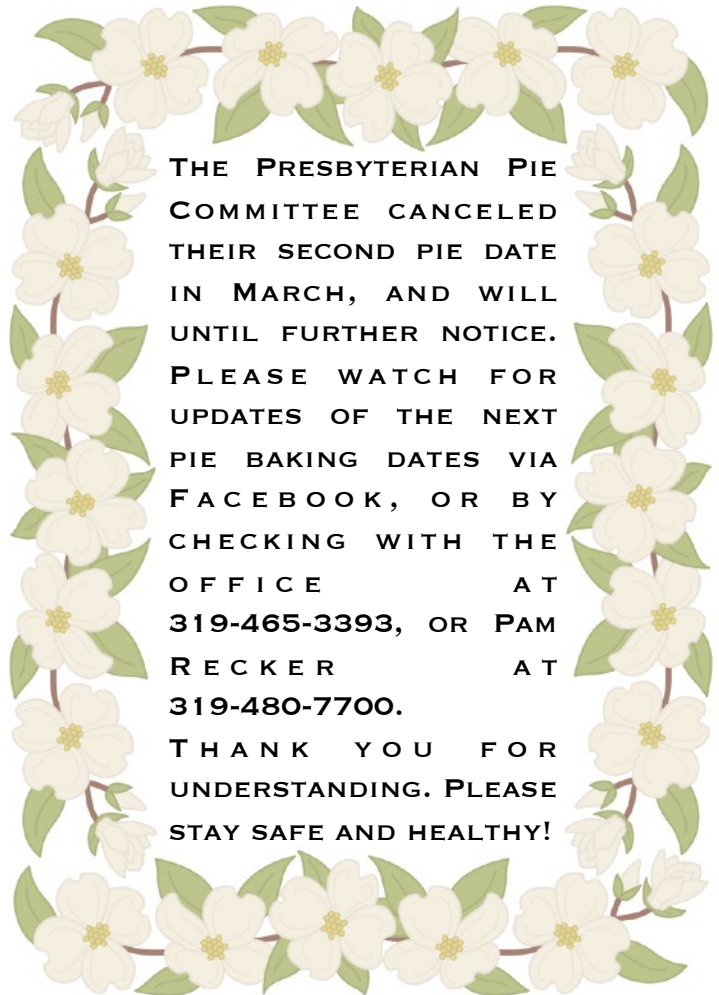 The Presbyterian Pie
Committee canceled
their second pie date
in March, and will
until further notice.
Please watch for
updates of the next
pie baking dates via
Facebook, or by
checking with the
office at
319-465-3393, or Pam
Recker at
319-480-7700.
Thank you for
understanding. Please
stay safe and healthy!